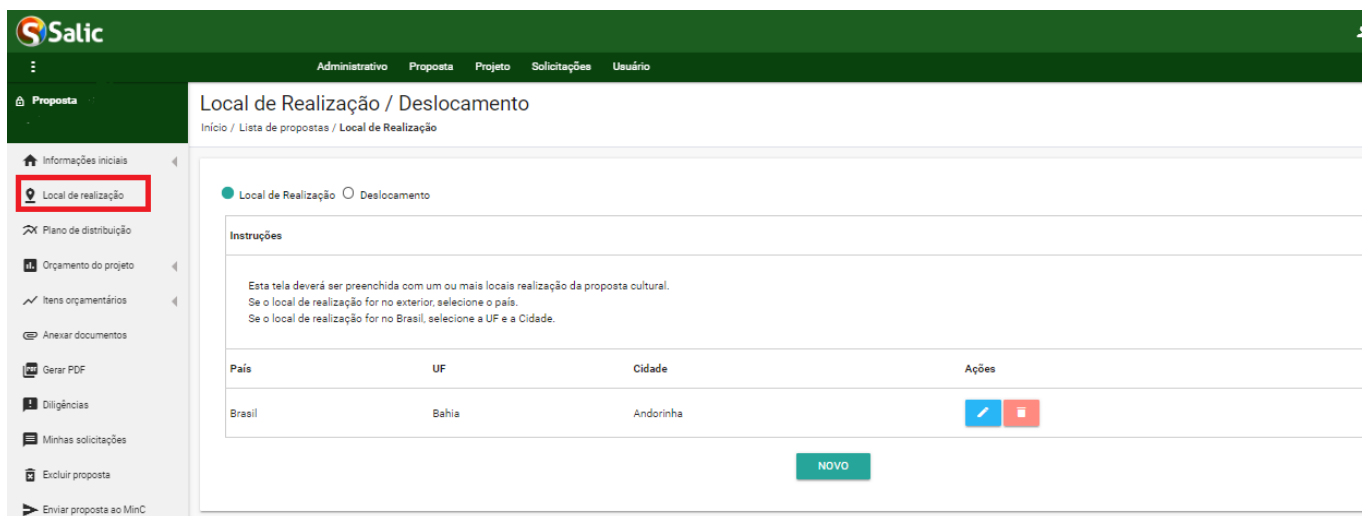 Salic
Administrativo Proposta Projeto Solicitações Usuário
Proposta
Local de Realização / Deslocamento
Início / Lista de propostas / Local de Realização
Informações iniciais
Local de realização
Plano de distribuição
Orçamento do projeto
Itens orçamentários
Anexar documentos
Gerar PDF
Diligências
Minhas solicitações
Excluir proposta
Enviar proposta ao MinC
Local de Realização Deslocamento
Instruções
Esta tela deverá ser preenchida com um ou mais locais realização da proposta cultural.
Se o local de realização for no exterior, selecione o país.
Se o local de realização for no Brasil, selecione a UF e a Cidade.
País UF Cidade Ações
Brasil Bahia Andorinha
NOVO